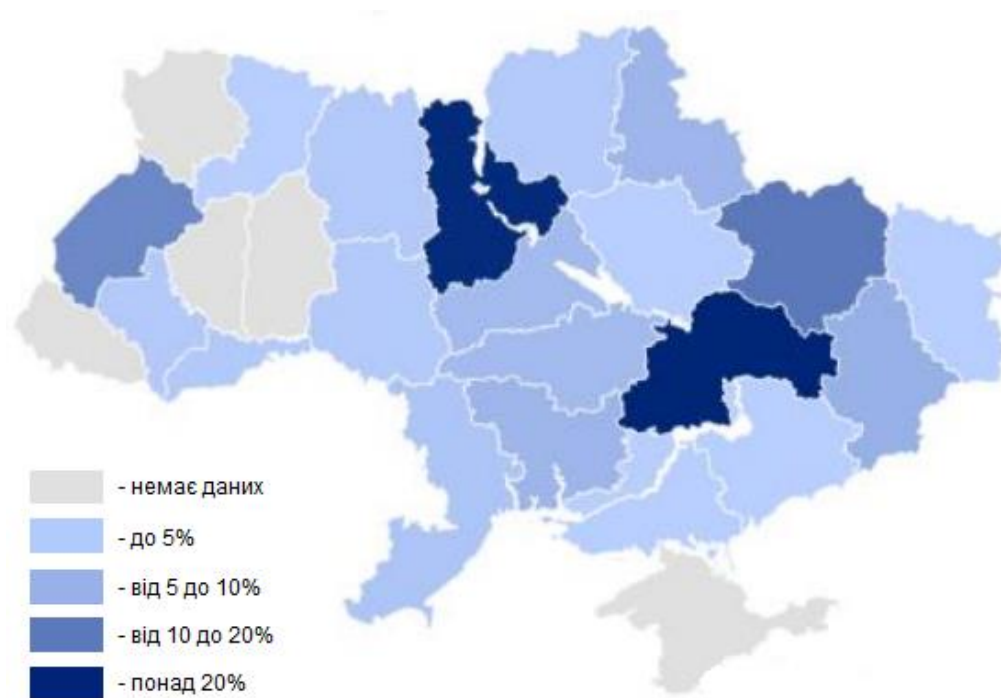 - немає даних
- до 5%
- від 5 до 10%
- від 10 до 20%
- понад 20%